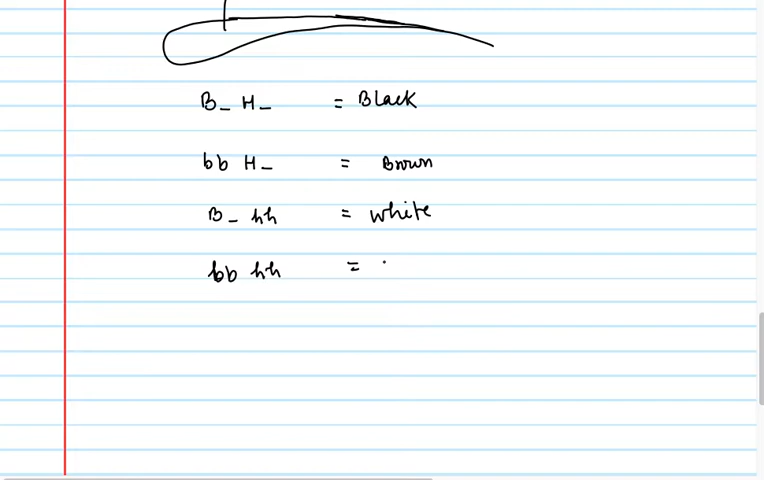 B_ H_ = Black
bb H_ = Brown
B_ hh = white
bb hh =